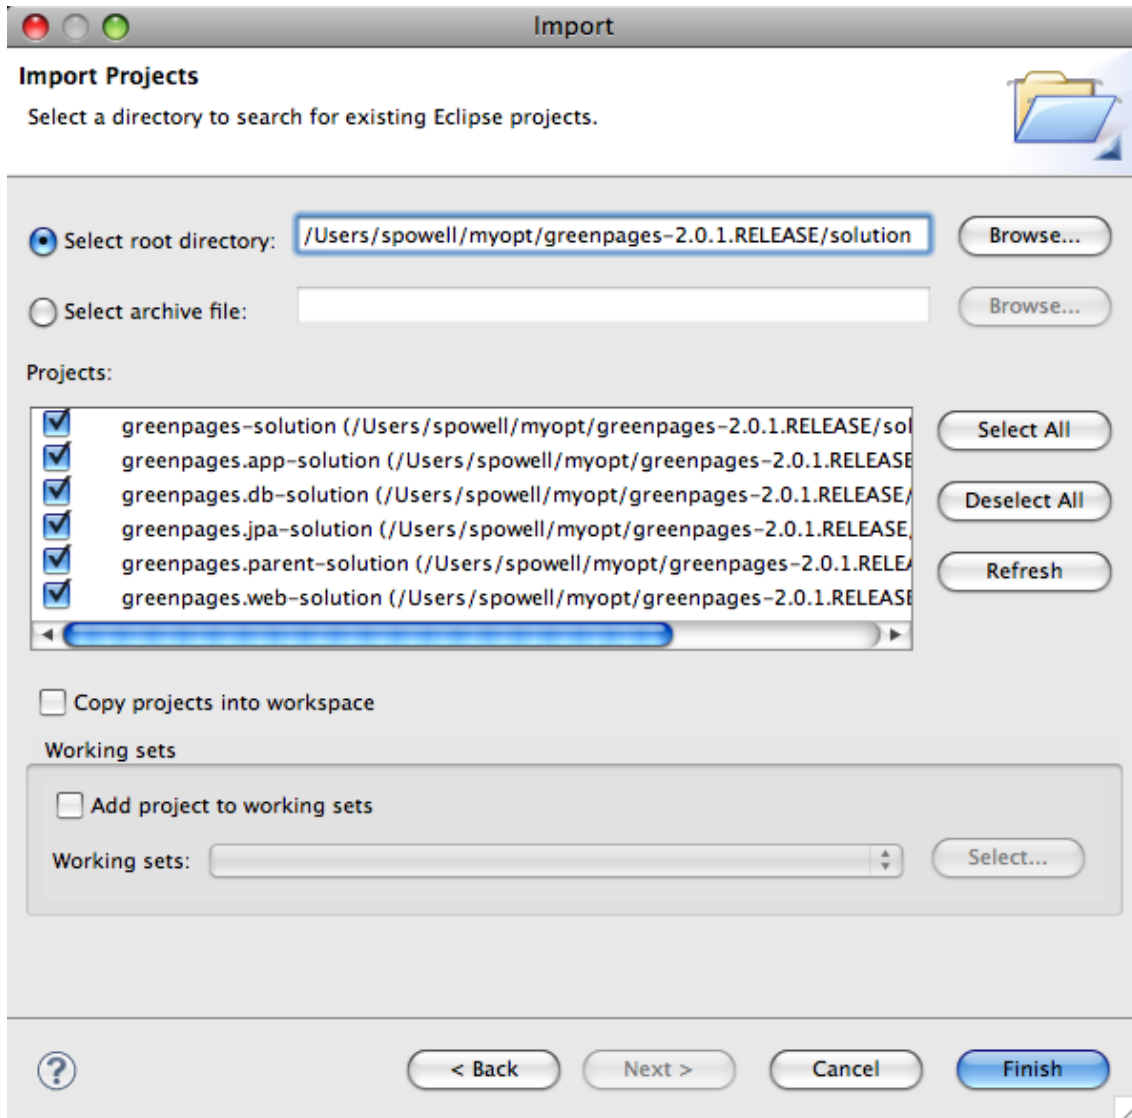 Import
Import Projects
Select a directory to search for existing Eclipse projects.
Select root directory: /Users/spowell/myopt/greenpages-2.0.1.RELEASE/solution Browse...
Select archive file: Browse...
Projects:
greenpages-solution (/Users/spowell/myopt/greenpages-2.0.1.RELEASE/sol Select All
greenpages.app-solution (/Users/spowell/myopt/greenpages-2.0.1.RELEASE
greenpages.db-solution (/Users/spowell/myopt/greenpages-2.0.1.RELEASE/ Deselect All
greenpages.jpa-solution (/Users/spowell/myopt/greenpages-2.0.1.RELEASE
greenpages.parent-solution (/Users/spowell/myopt/greenpages-2.0.1.RELEA Refresh
greenpages.web-solution (/Users/spowell/myopt/greenpages-2.0.1.RELEASE
Copy projects into workspace
Working sets
Add project to working sets
Working sets: Select...
? < Back Next > Cancel Finish